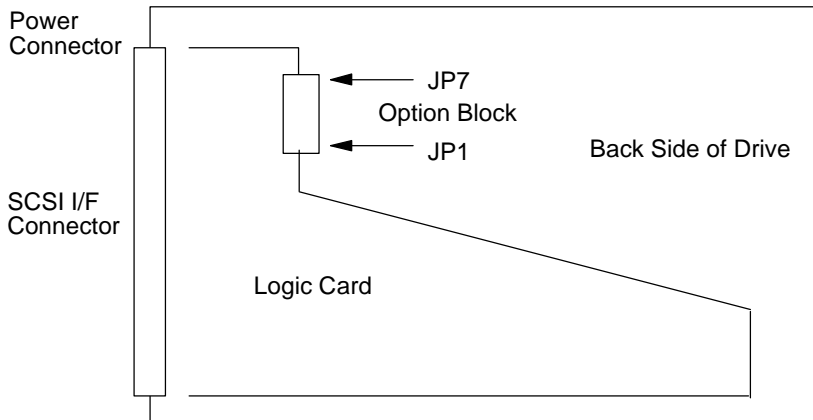 Power
Connector
JP7
Option Block
JP1
Back Side of Drive
SCSI I/F
Connector
Logic Card